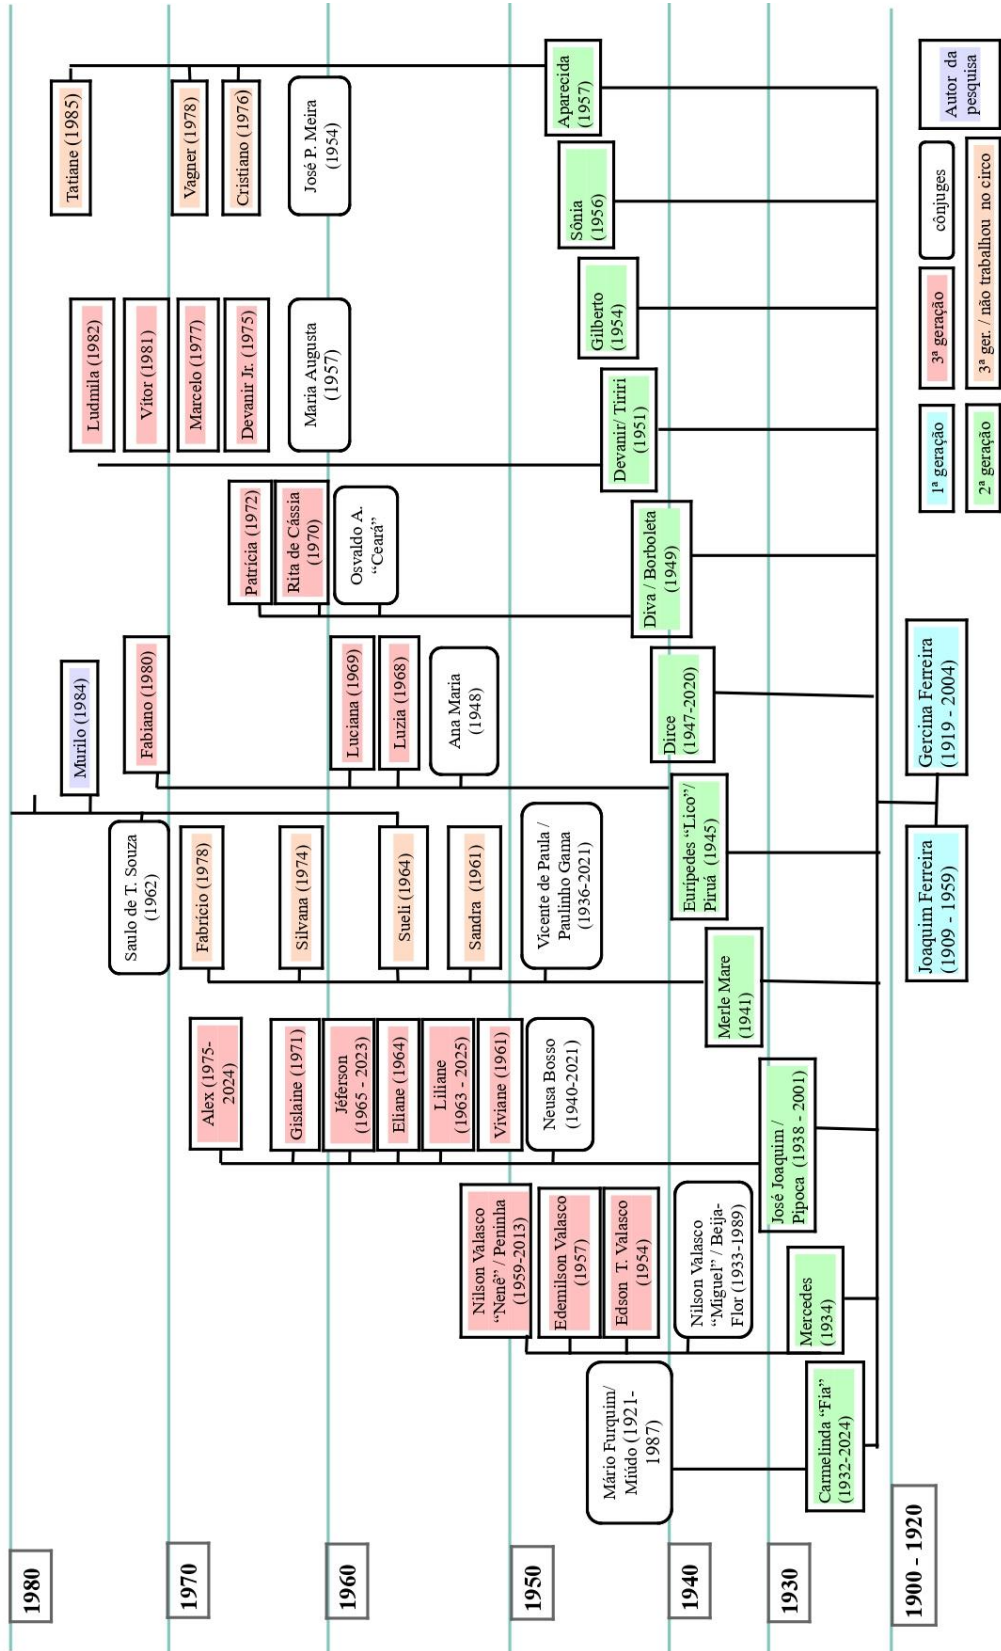 1980
1970
1960
1950
1940
1930
1900 - 1920
Mário Furquim/
Miúdo (1921-
1987)
Carmelinda “Fia”
(1932-2024)
Nilson Valasco
“Nenê” / Peninha
(1959-2013)
Edemilson Valasco
(1957)
Edson T. Valasco
(1954)
Nilson Valasco
“Miguel” / Beija-
Flor (1933-1989)
Mercedes
(1934)
Alex (1975-
2024)
Gislaine (1971)
Jéferson
(1965 - 2023)
Eliane (1964)
Liliane
(1963 - 2025)
Viviane (1961)
Neusa Bosso
(1940-2021)
José Joaquim /
Pipoca (1938 - 2001)
Saulo de T. Souza
(1962)
Fabrício (1978)
Silvana (1974)
Sueli (1964)
Sandra (1961)
Vicente de Paula /
Paulinho Gama
(1936-2021)
Merle Mare
(1941)
Murilo (1984)
Fabiano (1980)
Luciana (1969)
Luzia (1968)
Ana Maria
(1948)
Eurípedes “Lico”/
Piruá (1945)
Dirce
(1947-2020)
Patrícia (1972)
Rita de Cássia
(1970)
Osvaldo A.
“Ceará”
Diva / Borboleta
(1949)
Ludmila (1982)
Vítor (1981)
Marcelo (1977)
Devanir Jr. (1975)
Maria Augusta
(1957)
Devanir/ Tiriri
(1951)
Gilberto
(1954)
Sônia
(1956)
Tatiane (1985)
Vagner (1978)
Cristiano (1976)
José P. Meira
(1954)
Aparecida
(1957)
Joaquim Ferreira
(1909 - 1959)
Gercina Ferreira
(1919 - 2004)
1ª geração
3ª geração
cônjuges
Autor da
pesquisa
2ª geração
3ª ger. / não trabalhou no circo